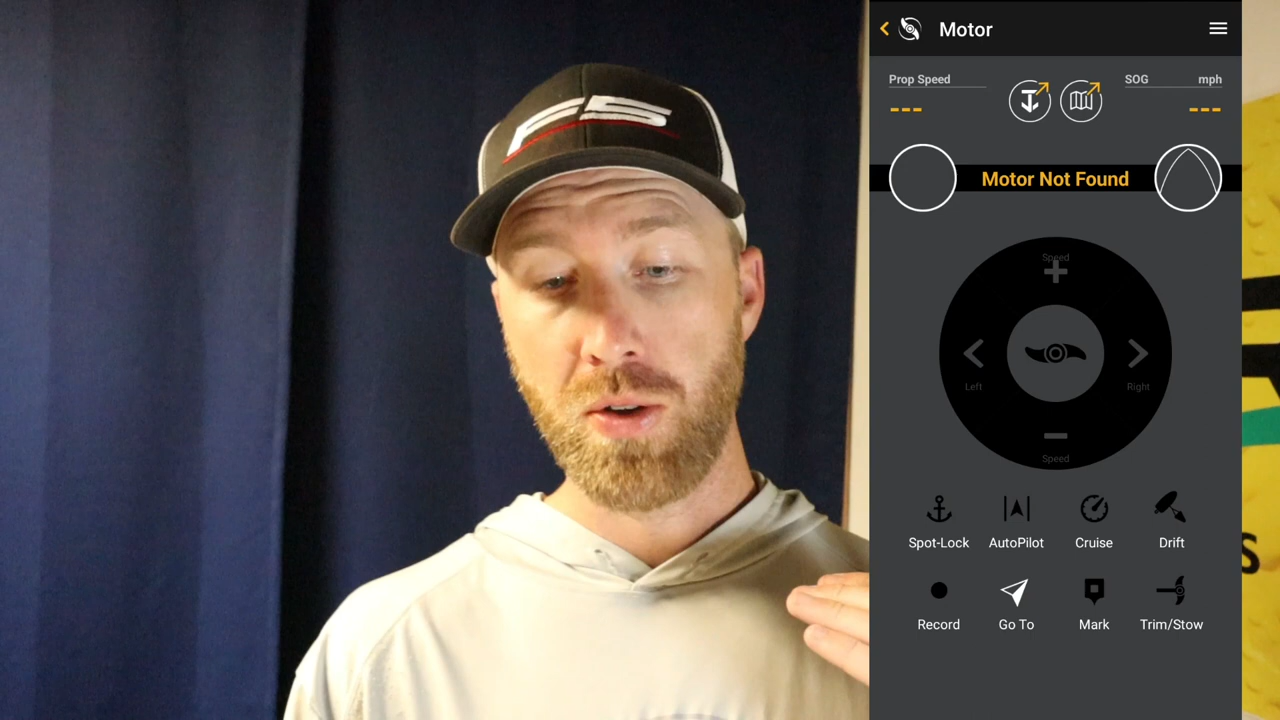 FS
Motor
Prop Speed
SOG mph
--- ---
Motor Not Found
Speed
Left Right
Speed
Spot-Lock AutoPilot Cruise Drift
Record Go To Mark Trim/Stow
S